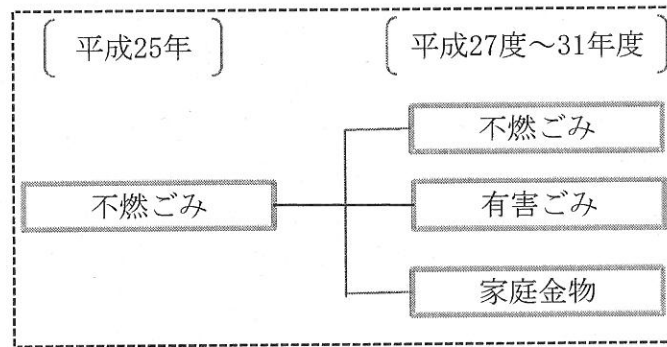 平成25年
平成27度～31年度
不燃ごみ
不燃ごみ
有害ごみ
家庭金物